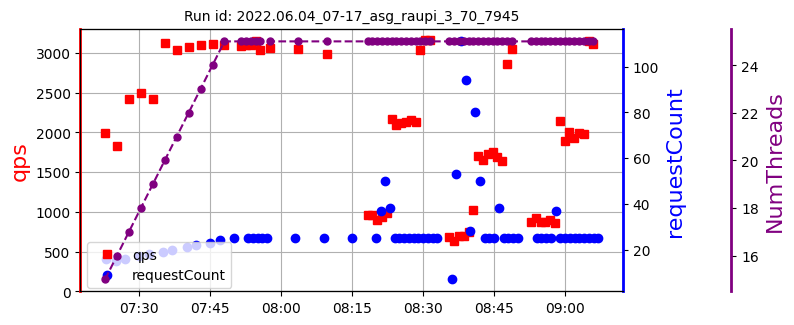 Run id: 2022.06.04_07-17_asg_raupi_3_70_7945
3000
2500
2000
1500
1000
500
0
qps
100
80
60
40
20
requestCount
24
22
20
18
16
NumThreads
qps
requestCount
07:30 07:45 08:00 08:15 08:30 08:45 09:00